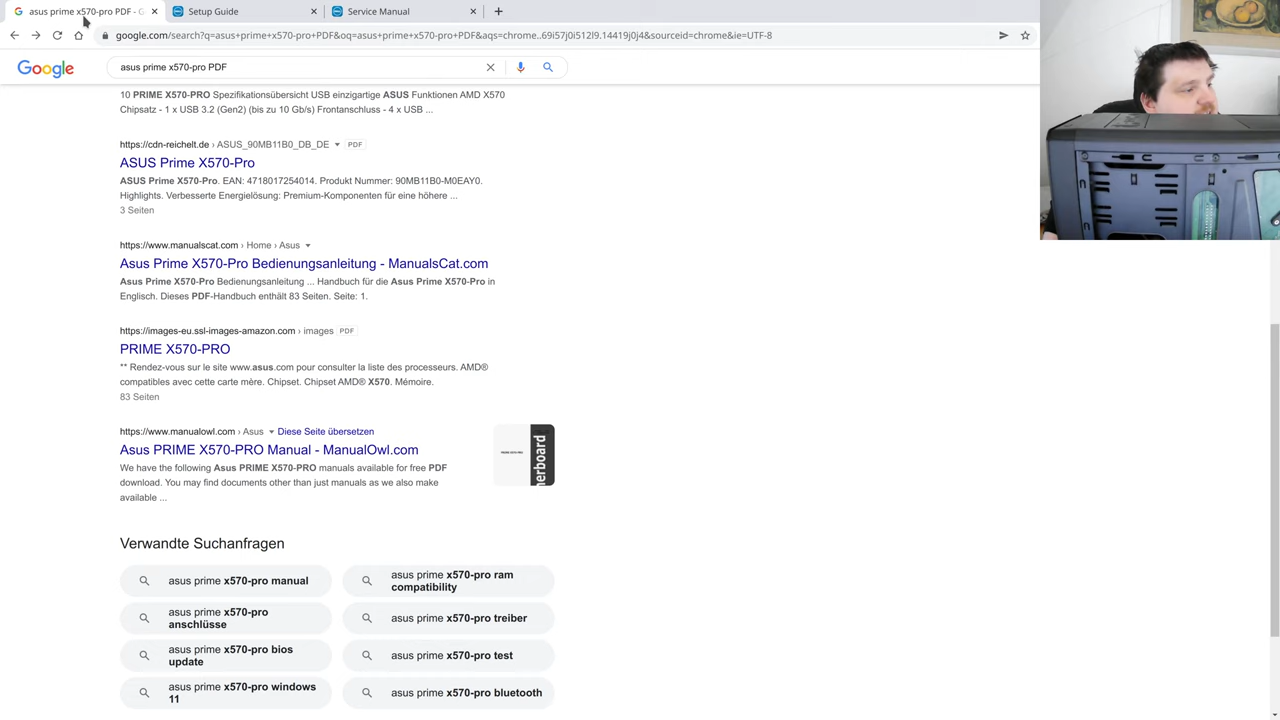 asus prime x570-pro PDF - G
Setup Guide
Service Manual
google.com/search?q=asus+prime+x570-pro+PDF&oq=asus+prime+x570-pro+PDF&aqs=chrome..69i57j0i512l9.14419j0j4&sourceid=chrome&ie=UTF-8
Google
asus prime x570-pro PDF
10 PRIME X570-PRO Spezifikationsübersicht USB einzigartige ASUS Funktionen AMD X570
Chipsatz - 1 x USB 3.2 (Gen2) (bis zu 10 Gb/s) Frontanschluss - 4 x USB ...
https://cdn-reichelt.de › ASUS_90MB11B0_DB_DE PDF
ASUS Prime X570-Pro
ASUS Prime X570-Pro. EAN: 4718017254014. Produkt Nummer: 90MB11B0-M0EAY0.
Highlights. Verbesserte Energielösung: Premium-Komponenten für eine höhere ...
3 Seiten
https://www.manualscat.com › Home › Asus
Asus Prime X570-Pro Bedienungsanleitung - ManualsCat.com
Asus Prime X570-Pro Bedienungsanleitung ... Handbuch für die Asus Prime X570-Pro in
Englisch. Dieses PDF-Handbuch enthält 83 Seiten. Seite: 1.
https://images-eu.ssl-images-amazon.com › images PDF
PRIME X570-PRO
** Rendez-vous sur le site www.asus.com pour consulter la liste des processeurs. AMD®
compatibles avec cette carte mère. Chipset. Chipset AMD® X570. Mémoire.
83 Seiten
https://www.manualowl.com › Asus Diese Seite übersetzen
Asus PRIME X570-PRO Manual - ManualOwl.com
We have the following Asus PRIME X570-PRO manuals available for free PDF
download. You may find documents other than just manuals as we also make
available ...
herboard
Verwandte Suchanfragen
asus prime x570-pro manual
asus prime x570-pro ram
compatibility
asus prime x570-pro
anschlüsse
asus prime x570-pro treiber
asus prime x570-pro bios
update
asus prime x570-pro test
asus prime x570-pro windows
11
asus prime x570-pro bluetooth